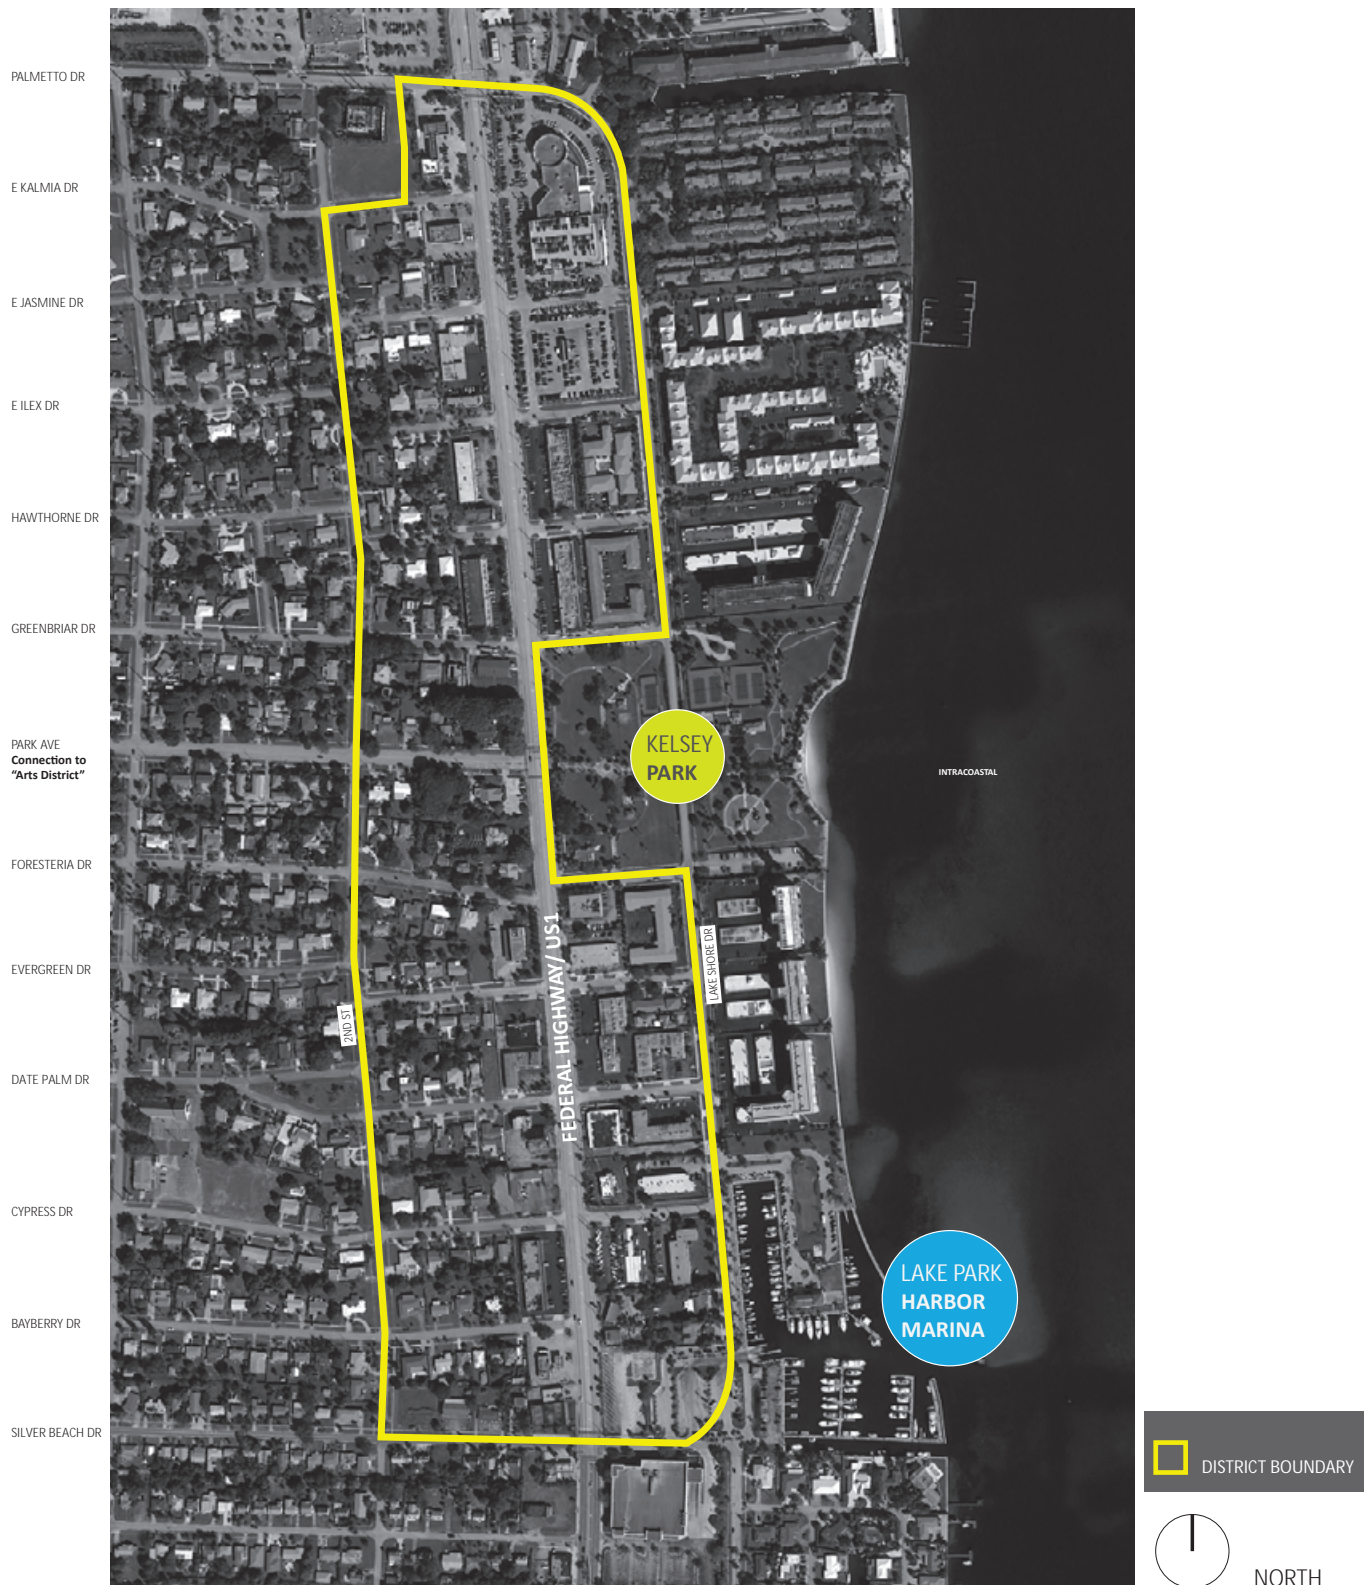 PALMETTO DR
E KALMIA DR
E JASMINE DR
E ILEX DR
HAWTHORNE DR
GREENBRIAR DR
PARK AVE
Connection to
"Arts District"
FORESTERIA DR
EVERGREEN DR
DATE PALM DR
CYPRESS DR
BAYBERRY DR
SILVER BEACH DR
KELSEY
PARK
INTRACOASTAL
FEDERAL HIGHWAY/ US1
LAKE SHORE DR
2ND ST
LAKE PARK
HARBOR
MARINA
DISTRICT BOUNDARY
NORTH